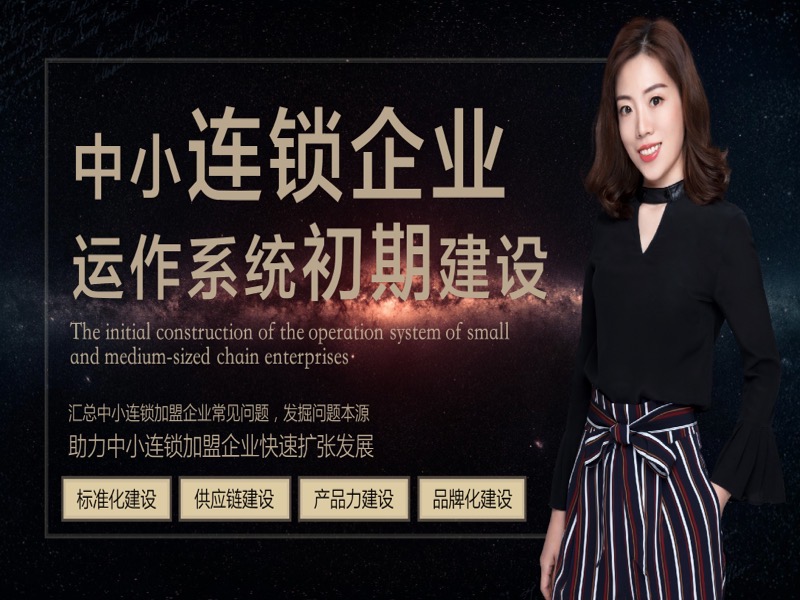 中小连锁企业
运作系统初期建设
The initial construction of the operation system of small
and medium-sized chain enterprises·
汇总中小连锁加盟企业常见问题，发掘问题本源
助力中小连锁加盟企业快速扩张发展
标准化建设 供应链建设 产品力建设 品牌化建设